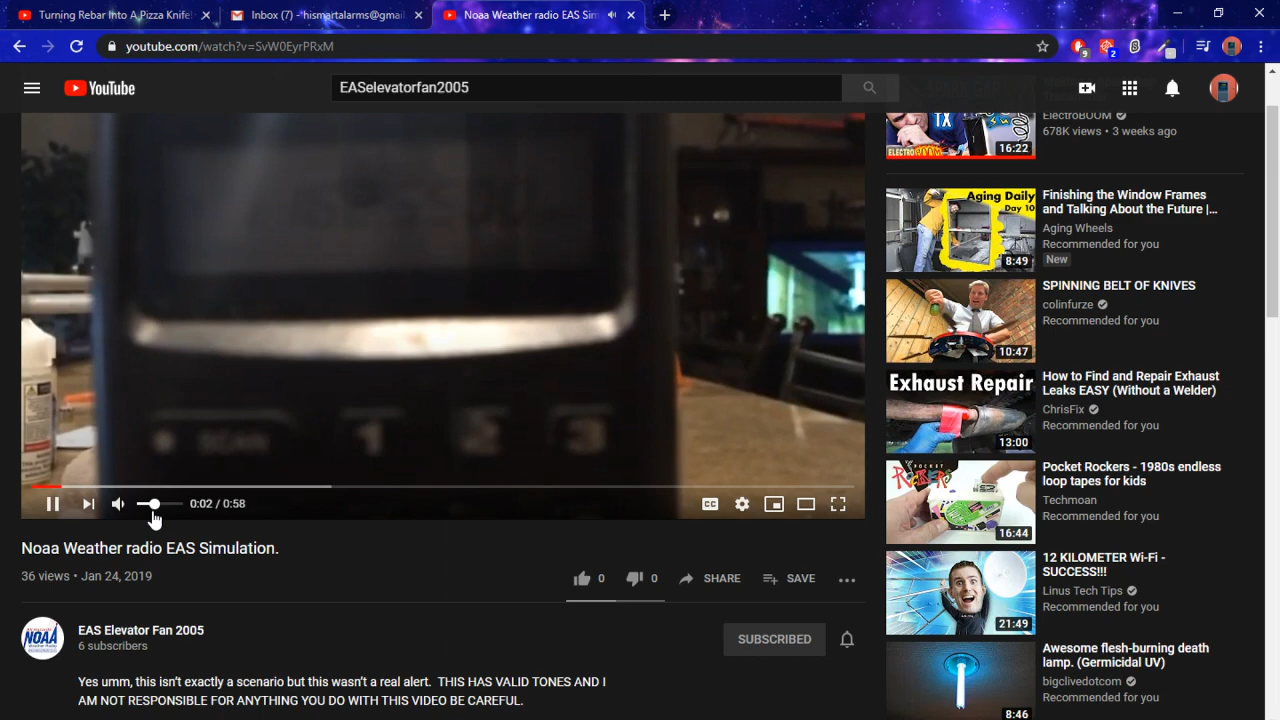 Turning Rebar Into A Pizza Knife!
Inbox (7) - hismartalarms@gmail
Noaa Weather radio EAS Sim
youtube.com/watch?v=SvW0EyrPRxM
9
2
YouTube
EASelevatorfan2005
TX
ELECTROBOOM
16:22
ElectroBOOM
678K views • 3 weeks ago
Aging Daily
Day 10
8:49
Finishing the Window Frames
and Talking About the Future |...
Aging Wheels
Recommended for you
New
10:47
SPINNING BELT OF KNIVES
colinfurze
Recommended for you
Exhaust Repair
13:00
How to Find and Repair Exhaust
Leaks EASY (Without a Welder)
ChrisFix
Recommended for you
POCKET
ROCKERS
16:44
Pocket Rockers - 1980s endless
loop tapes for kids
Techmoan
Recommended for you
21:49
12 KILOMETER Wi-Fi -
SUCCESS!!!
Linus Tech Tips
Recommended for you
8:46
Awesome flesh-burning death
lamp. (Germicidal UV)
bigclivedotcom
Recommended for you
SCAN 1 2 3
0:02 / 0:58
CC
Noaa Weather radio EAS Simulation.
36 views • Jan 24, 2019
0
0
SHARE
SAVE
NOAA
EAS Elevator Fan 2005
6 subscribers
SUBSCRIBED
Yes umm, this isn't exactly a scenario but this wasn't a real alert. THIS HAS VALID TONES AND I
AM NOT RESPONSIBLE FOR ANYTHING YOU DO WITH THIS VIDEO BE CAREFUL.